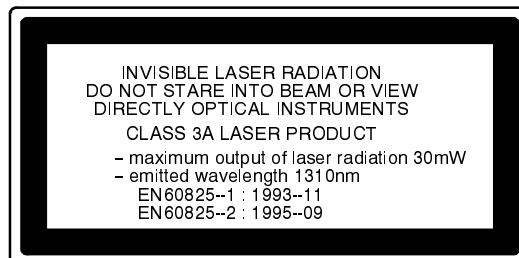 INVISIBLE LASER RADIATION
DO NOT STARE INTO BEAM OR VIEW
DIRECTLY OPTICAL INSTRUMENTS
CLASS 3A LASER PRODUCT
– maximum output of laser radiation 30mW
– emitted wavelength 1310nm
EN60825--1 : 1993--11
EN60825--2 : 1995--09